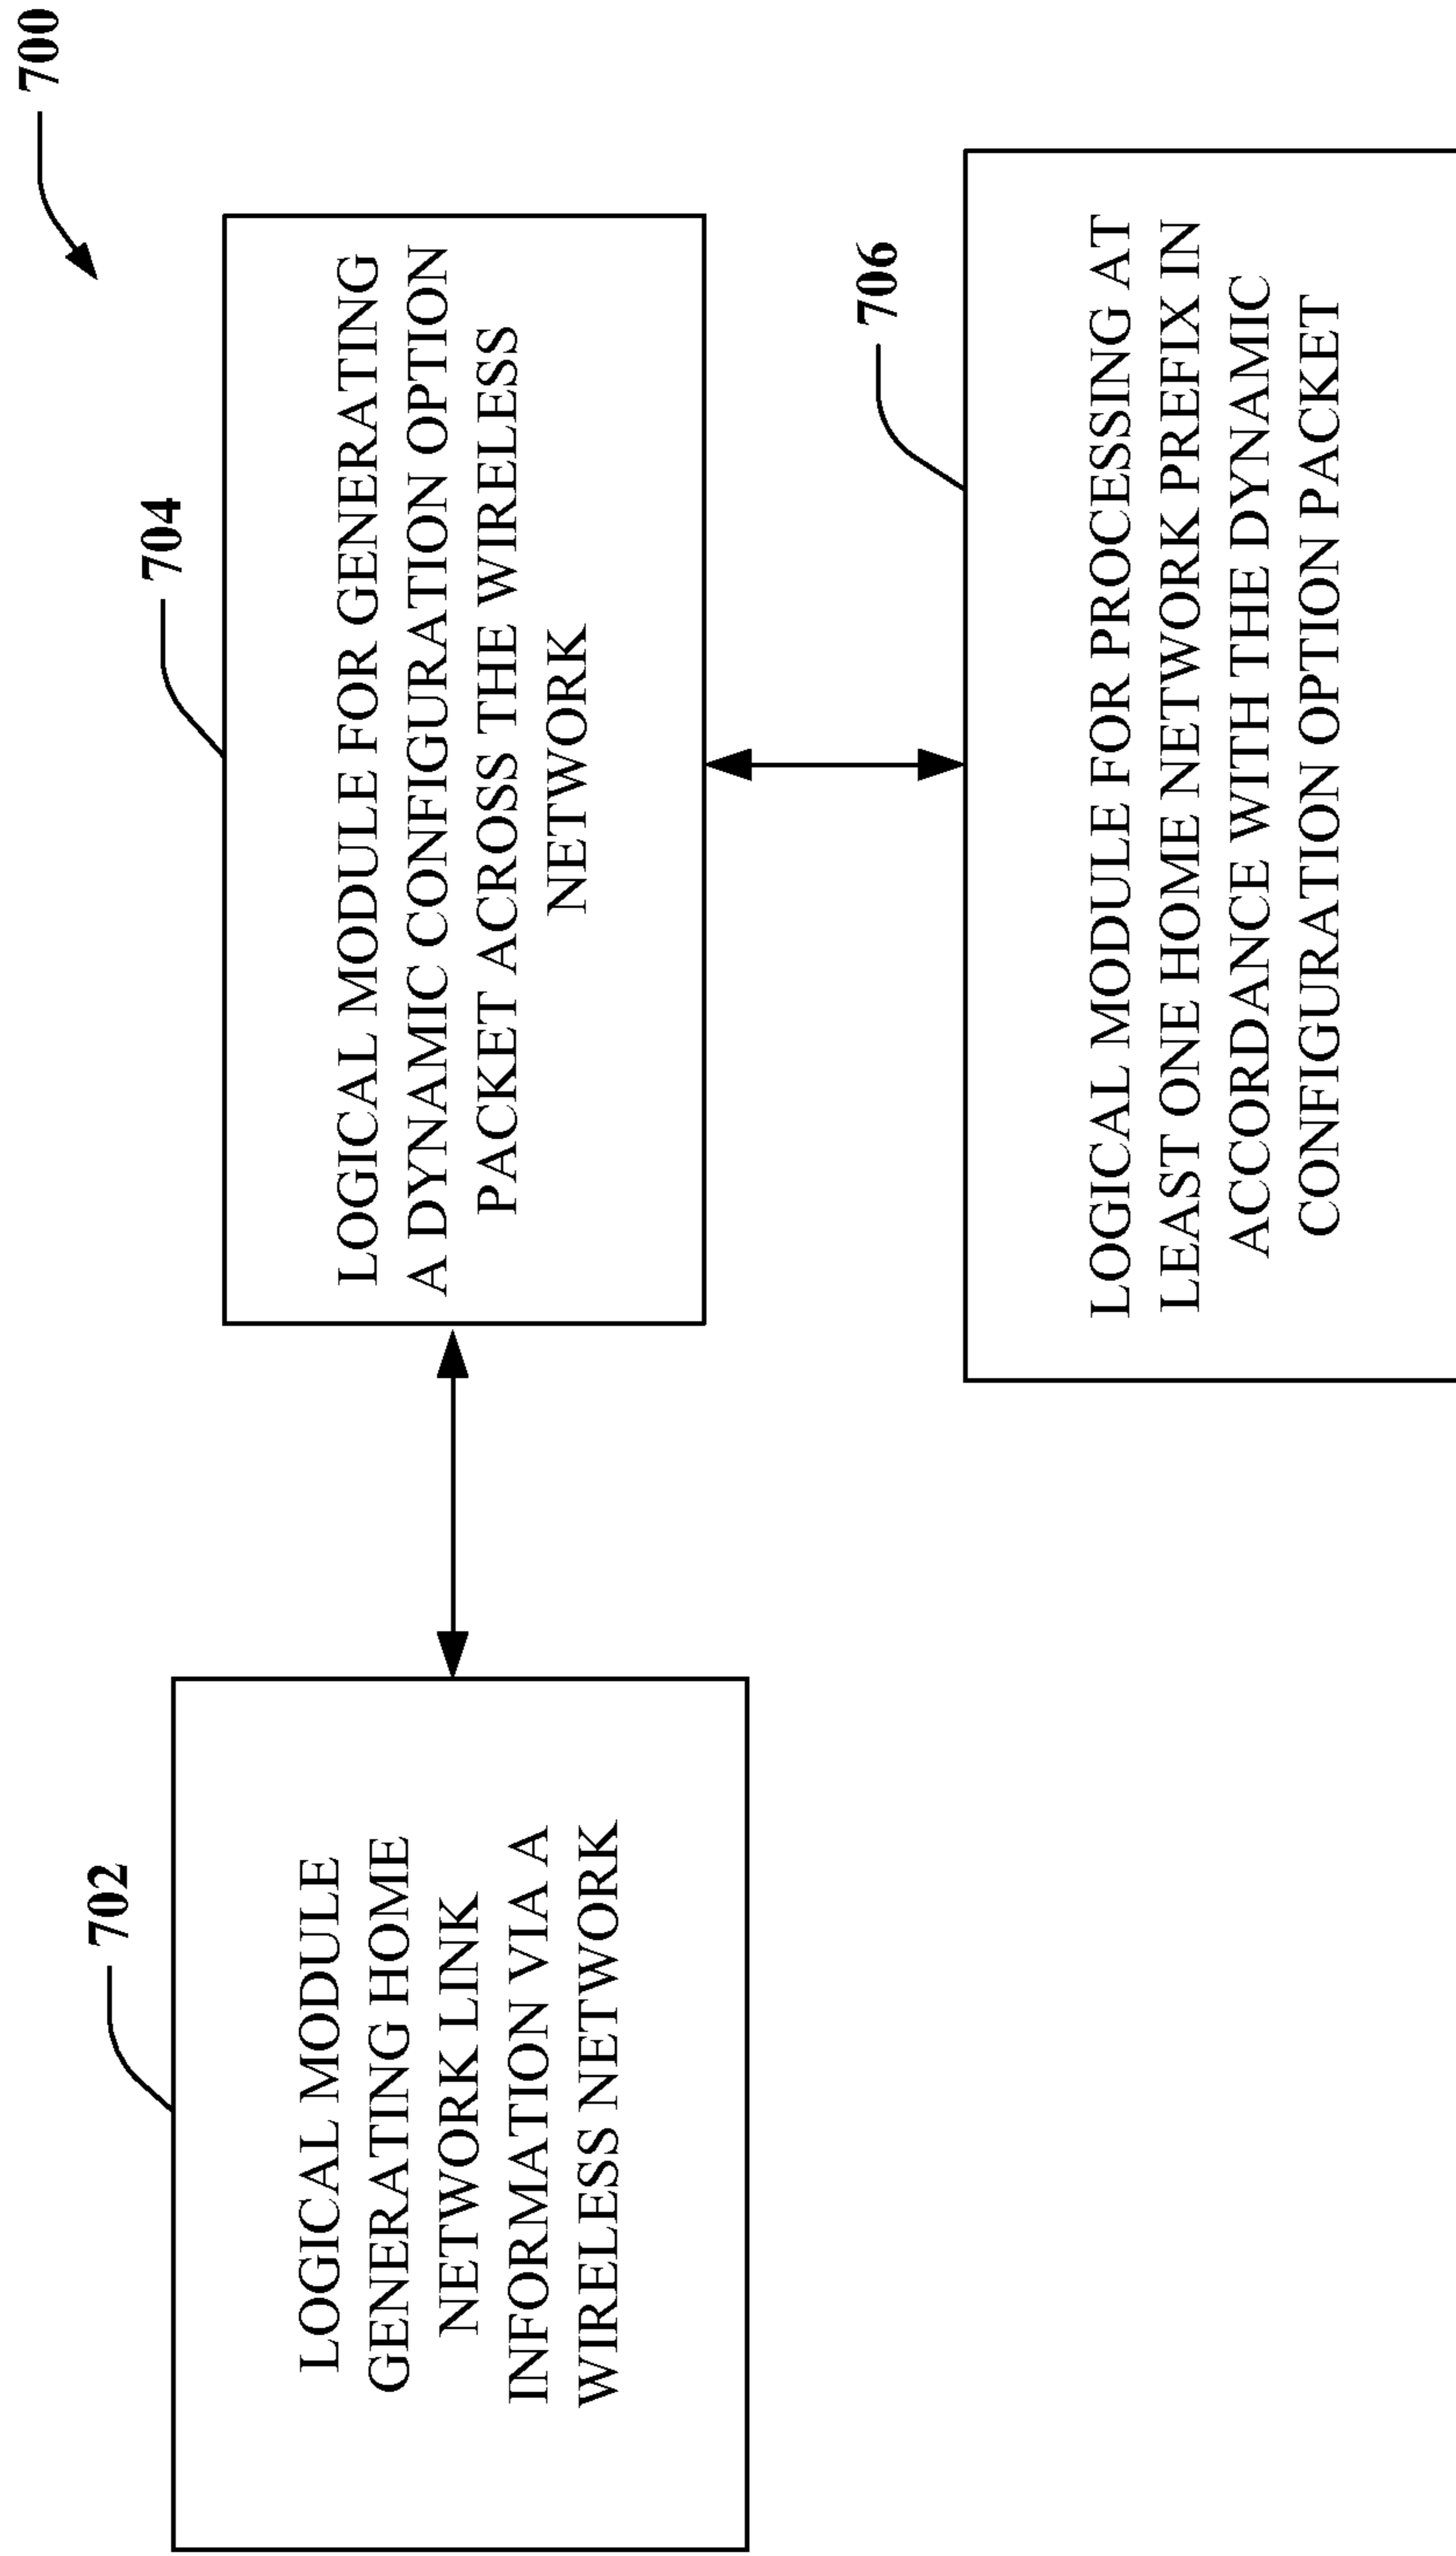 700
702
LOGICAL MODULE
GENERATING HOME
NETWORK LINK
INFORMATION VIA A
WIRELESS NETWORK
704
LOGICAL MODULE FOR GENERATING
A DYNAMIC CONFIGURATION OPTION
PACKET ACROSS THE WIRELESS
NETWORK
706
LOGICAL MODULE FOR PROCESSING AT
LEAST ONE HOME NETWORK PREFIX IN
ACCORDANCE WITH THE DYNAMIC
CONFIGURATION OPTION PACKET